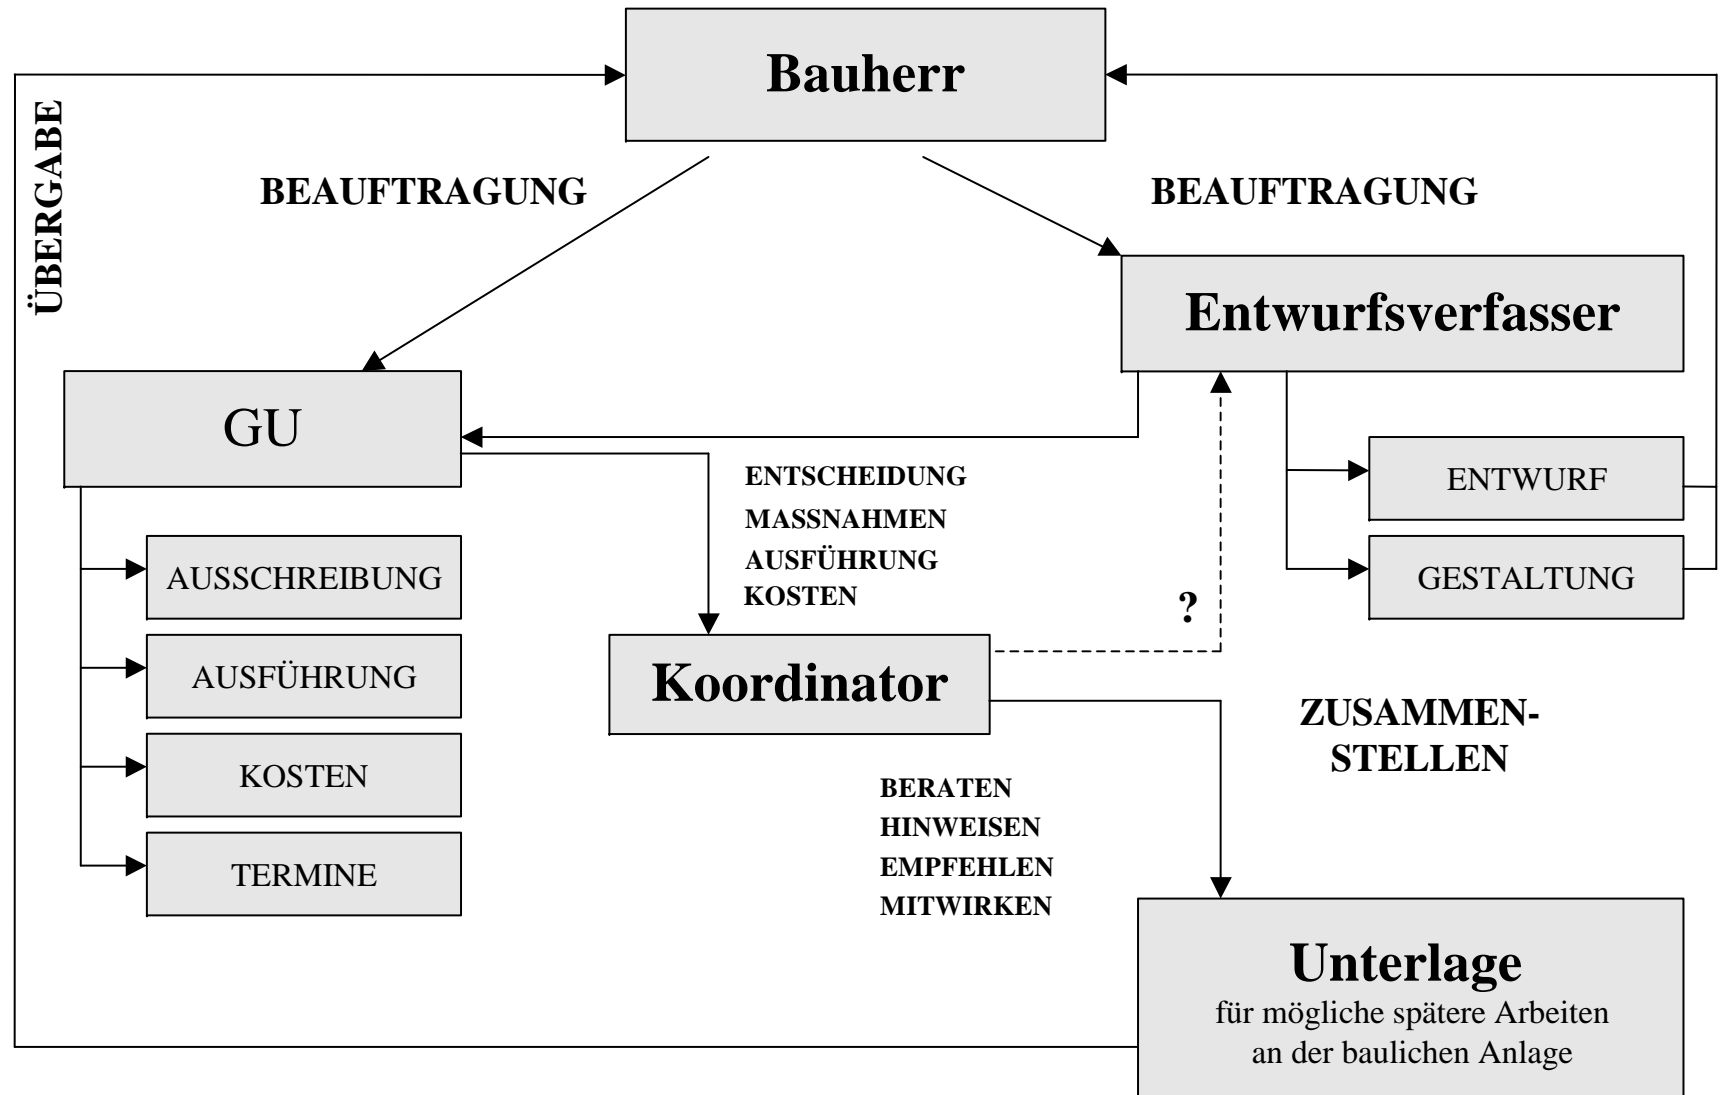 Bauherr
ÜBERGABE
BEAUFTRAGUNG
BEAUFTRAGUNG
Entwurfsverfasser
GU
ENTSCHEIDUNG
MASSNAHMEN
AUSFÜHRUNG
KOSTEN
ENTWURF
GESTALTUNG
?
AUSSCHREIBUNG
AUSFÜHRUNG
KOSTEN
TERMINE
Koordinator
ZUSAMMEN-
STELLEN
BERATEN
HINWEISEN
EMPFEHLEN
MITWIRKEN
Unterlage
für mögliche spätere Arbeiten
an der baulichen Anlage